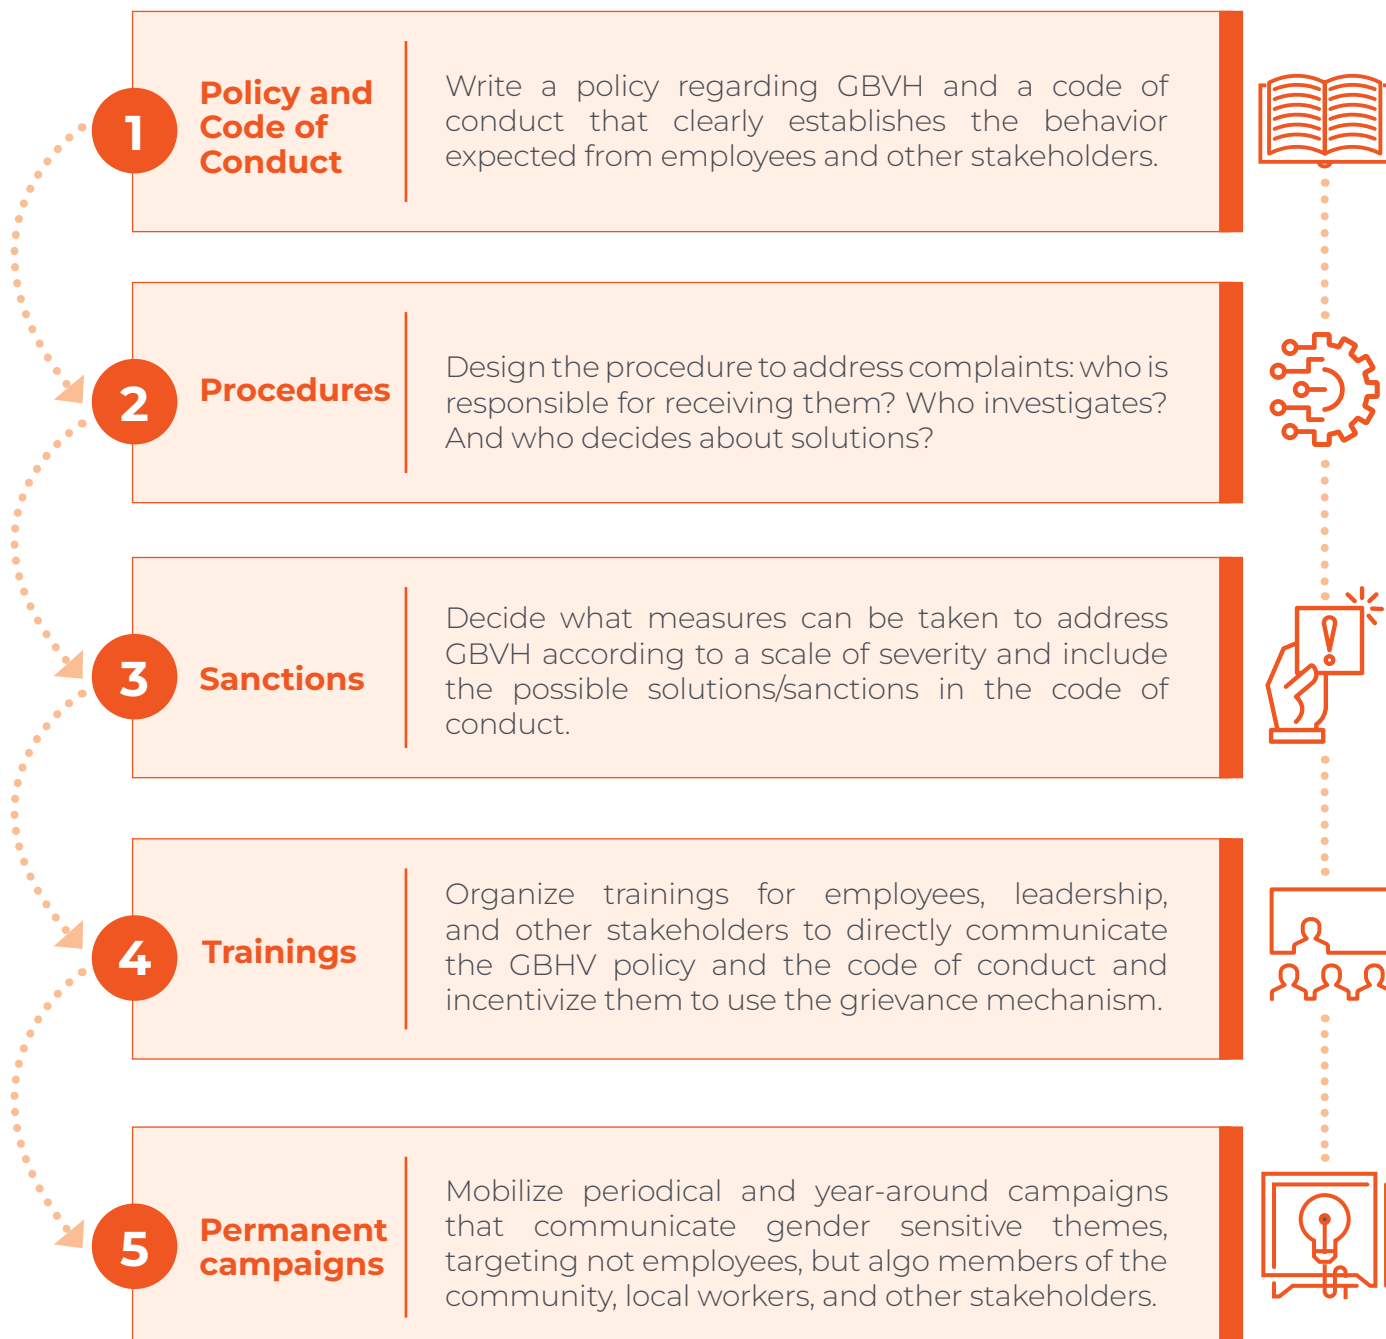 1
Policy and
Code of
Conduct
Write a policy regarding GBVH and a code of
conduct that clearly establishes the behavior
expected from employees and other stakeholders.
2
Procedures
Design the procedure to address complaints: who is
responsible for receiving them? Who investigates?
And who decides about solutions?
3
Sanctions
Decide what measures can be taken to address
GBVH according to a scale of severity and include
the possible solutions/sanctions in the code of
conduct.
4
Trainings
Organize trainings for employees, leadership,
and other stakeholders to directly communicate
the GBHV policy and the code of conduct and
incentivize them to use the grievance mechanism.
5
Permanent
campaigns
Mobilize periodical and year-around campaigns
that communicate gender sensitive themes,
targeting not employees, but algo members of the
community, local workers, and other stakeholders.